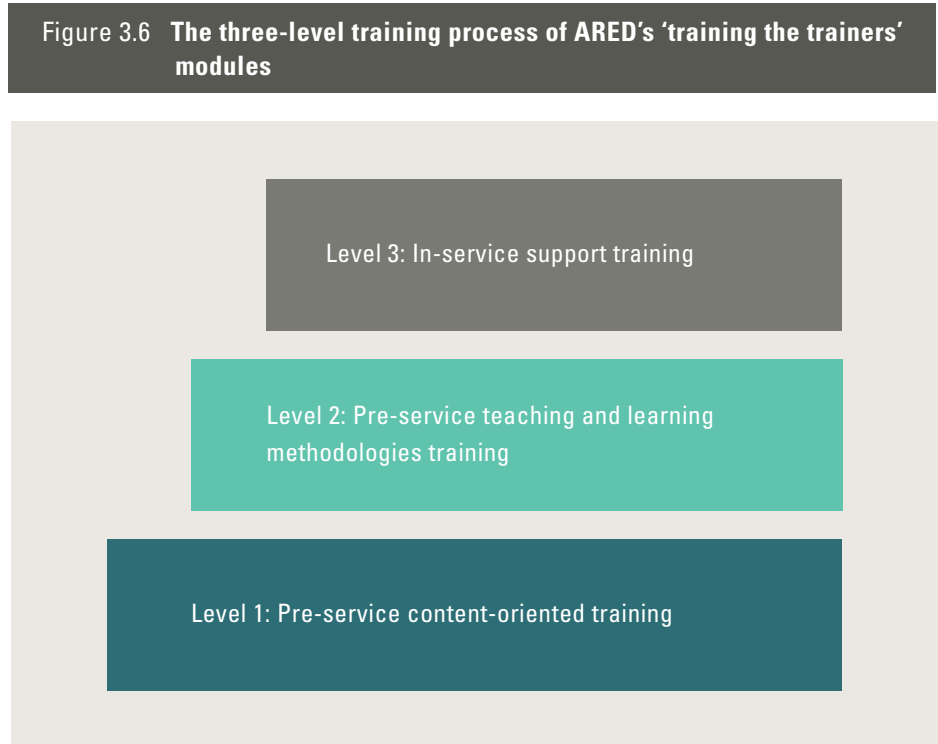 Figure 3.6 The three-level training process of ARED’s ‘training the trainers’
modules
Level 3: In-service support training
Level 2: Pre-service teaching and learning
methodologies training
Level 1: Pre-service content-oriented training